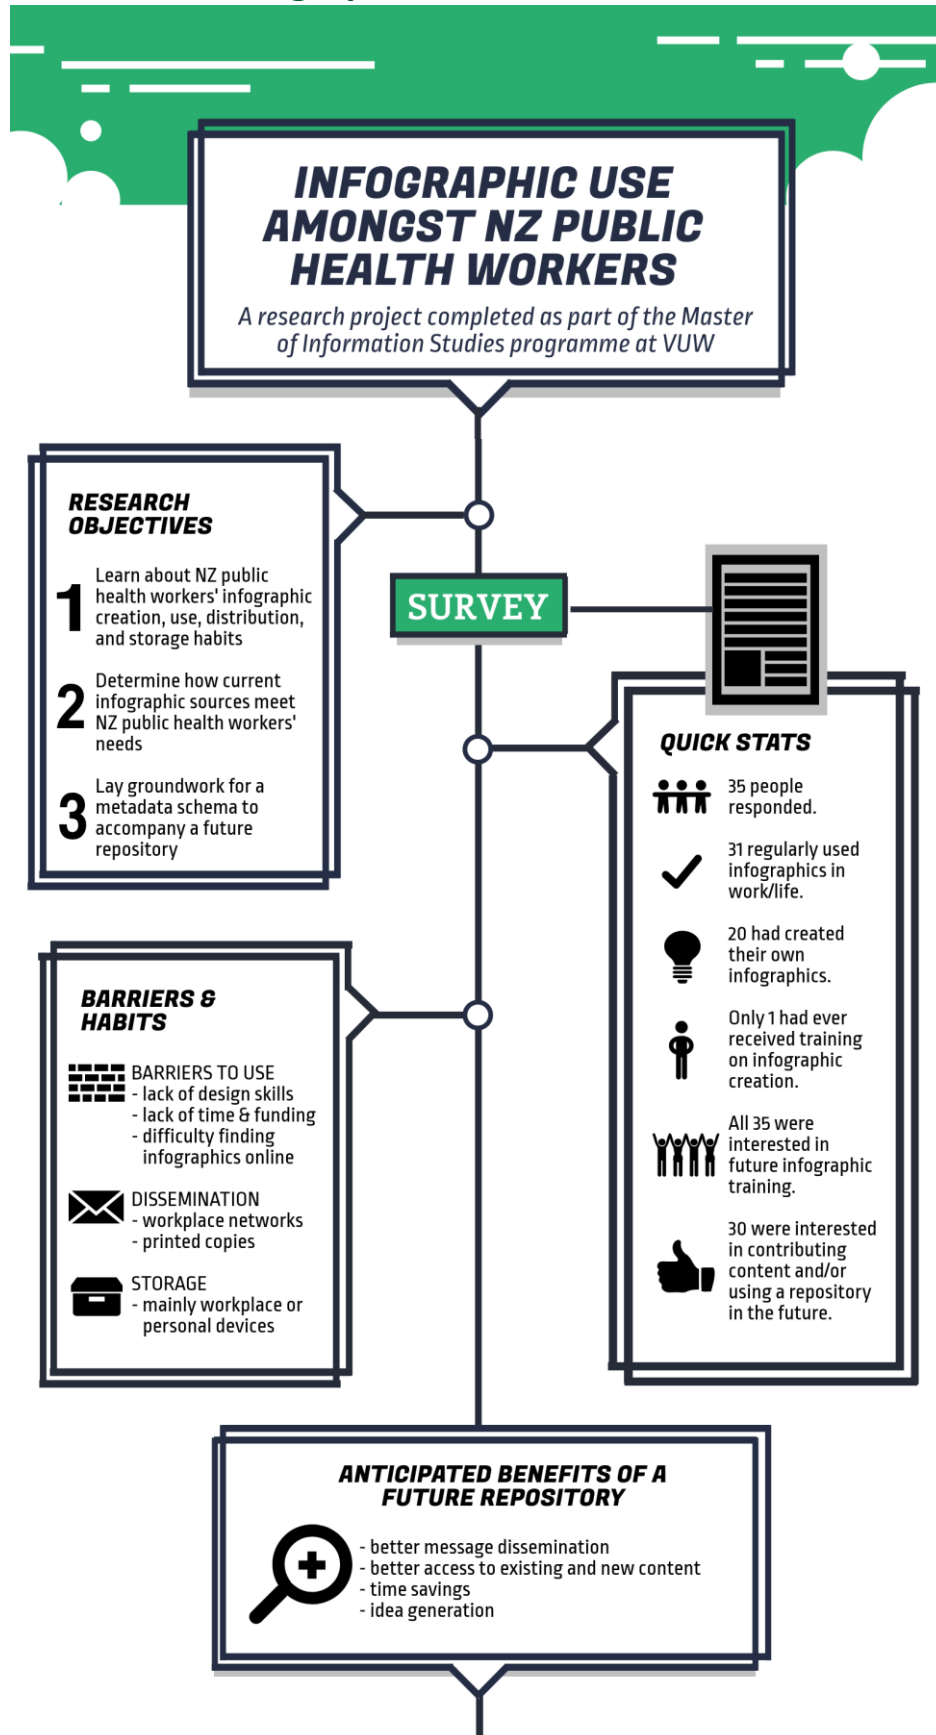 INFOGRAPHIC USE
AMONGST NZ PUBLIC
HEALTH WORKERS
A research project completed as part of the Master
of Information Studies programme at VUW
RESEARCH
OBJECTIVES
1
Learn about NZ public
health workers' infographic
creation, use, distribution,
and storage habits
2
Determine how current
infographic sources meet
NZ public health workers'
needs
3
Lay groundwork for a
metadata schema to
accompany a future
repository
SURVEY
QUICK STATS
35 people
responded.
31 regularly used
infographics in
work/life.
20 had created
their own
infographics.
Only 1 had ever
received training
on infographic
creation.
All 35 were
interested in
future infographic
training.
30 were interested
in contributing
content and/or
using a repository
in the future.
BARRIERS &
HABITS
BARRIERS TO USE
- lack of design skills
- lack of time & funding
- difficulty finding
infographics online
DISSEMINATION
- workplace networks
- printed copies
STORAGE
- mainly workplace or
personal devices
ANTICIPATED BENEFITS OF A
FUTURE REPOSITORY
- better message dissemination
- better access to existing and new content
- time savings
- idea generation